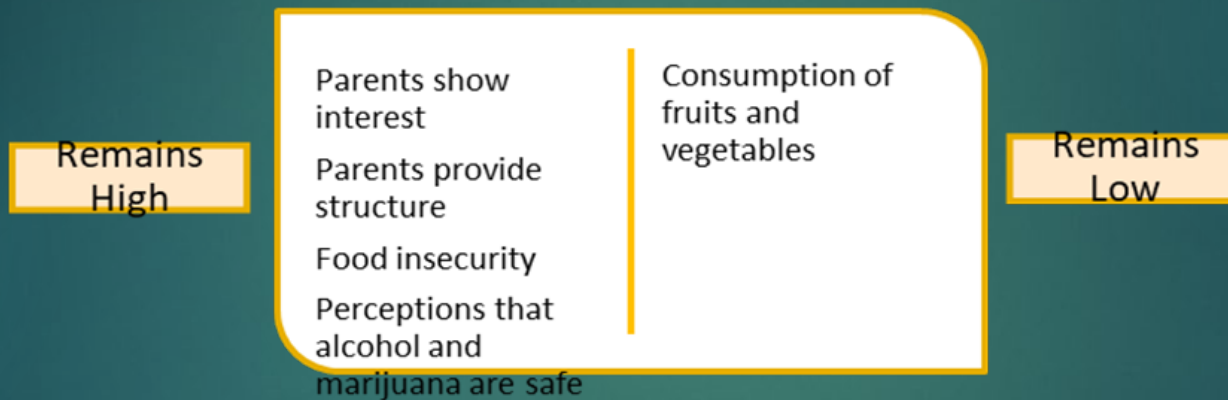 Remains
High
Parents show
interest
Parents provide
structure
Food insecurity
Perceptions that
alcohol and
marijuana are safe
Consumption of
fruits and
vegetables
Remains
Low